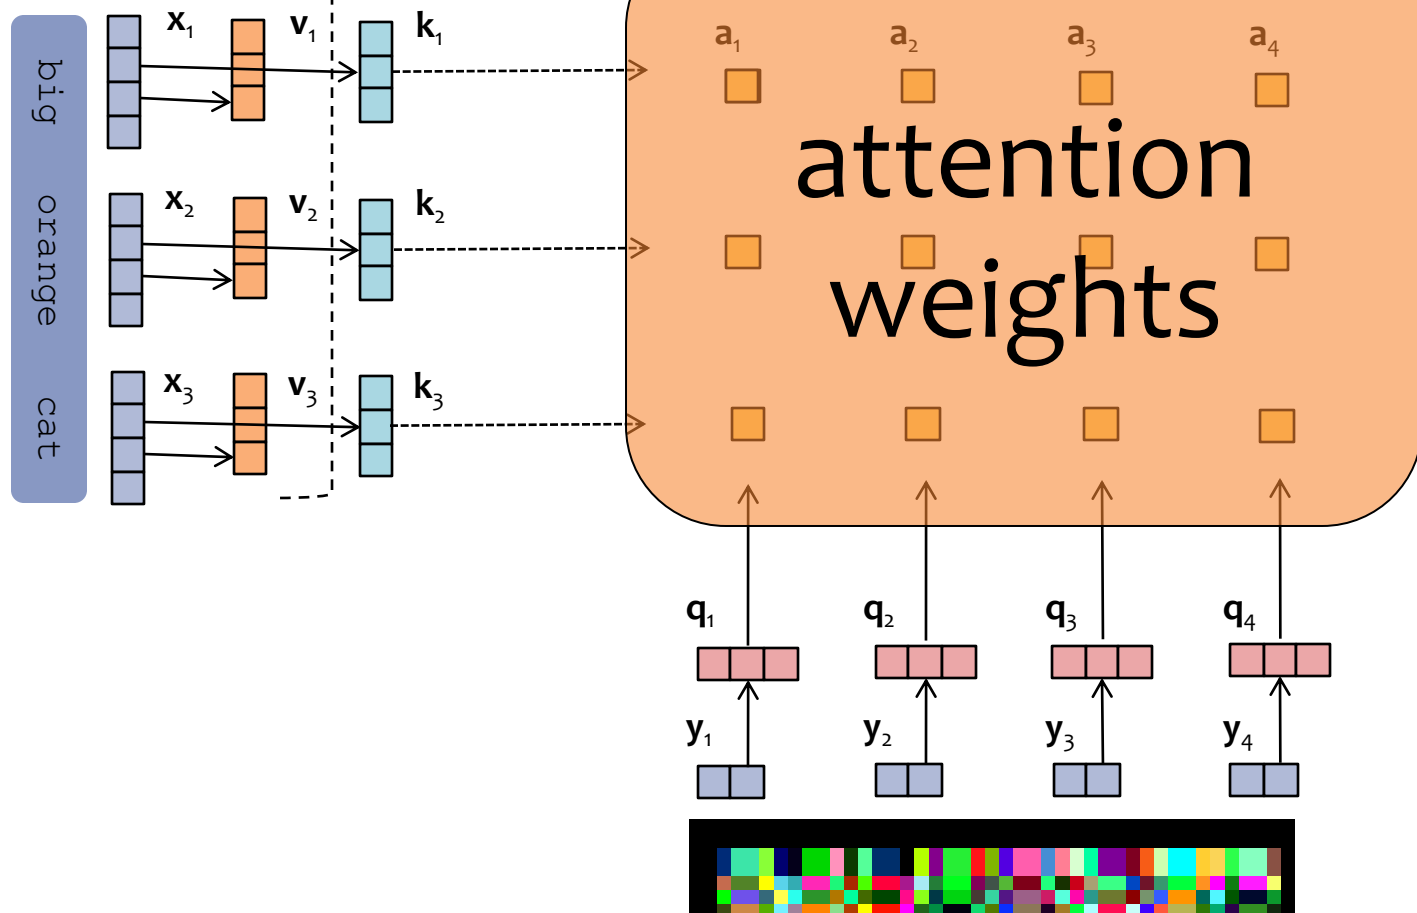 big
orange
cat
x1
v1
k1
x2
v2
k2
x3
v3
k3
a1
a2
a3
a4
attention
weights
q1
q2
q3
q4
y1
y2
y3
y4